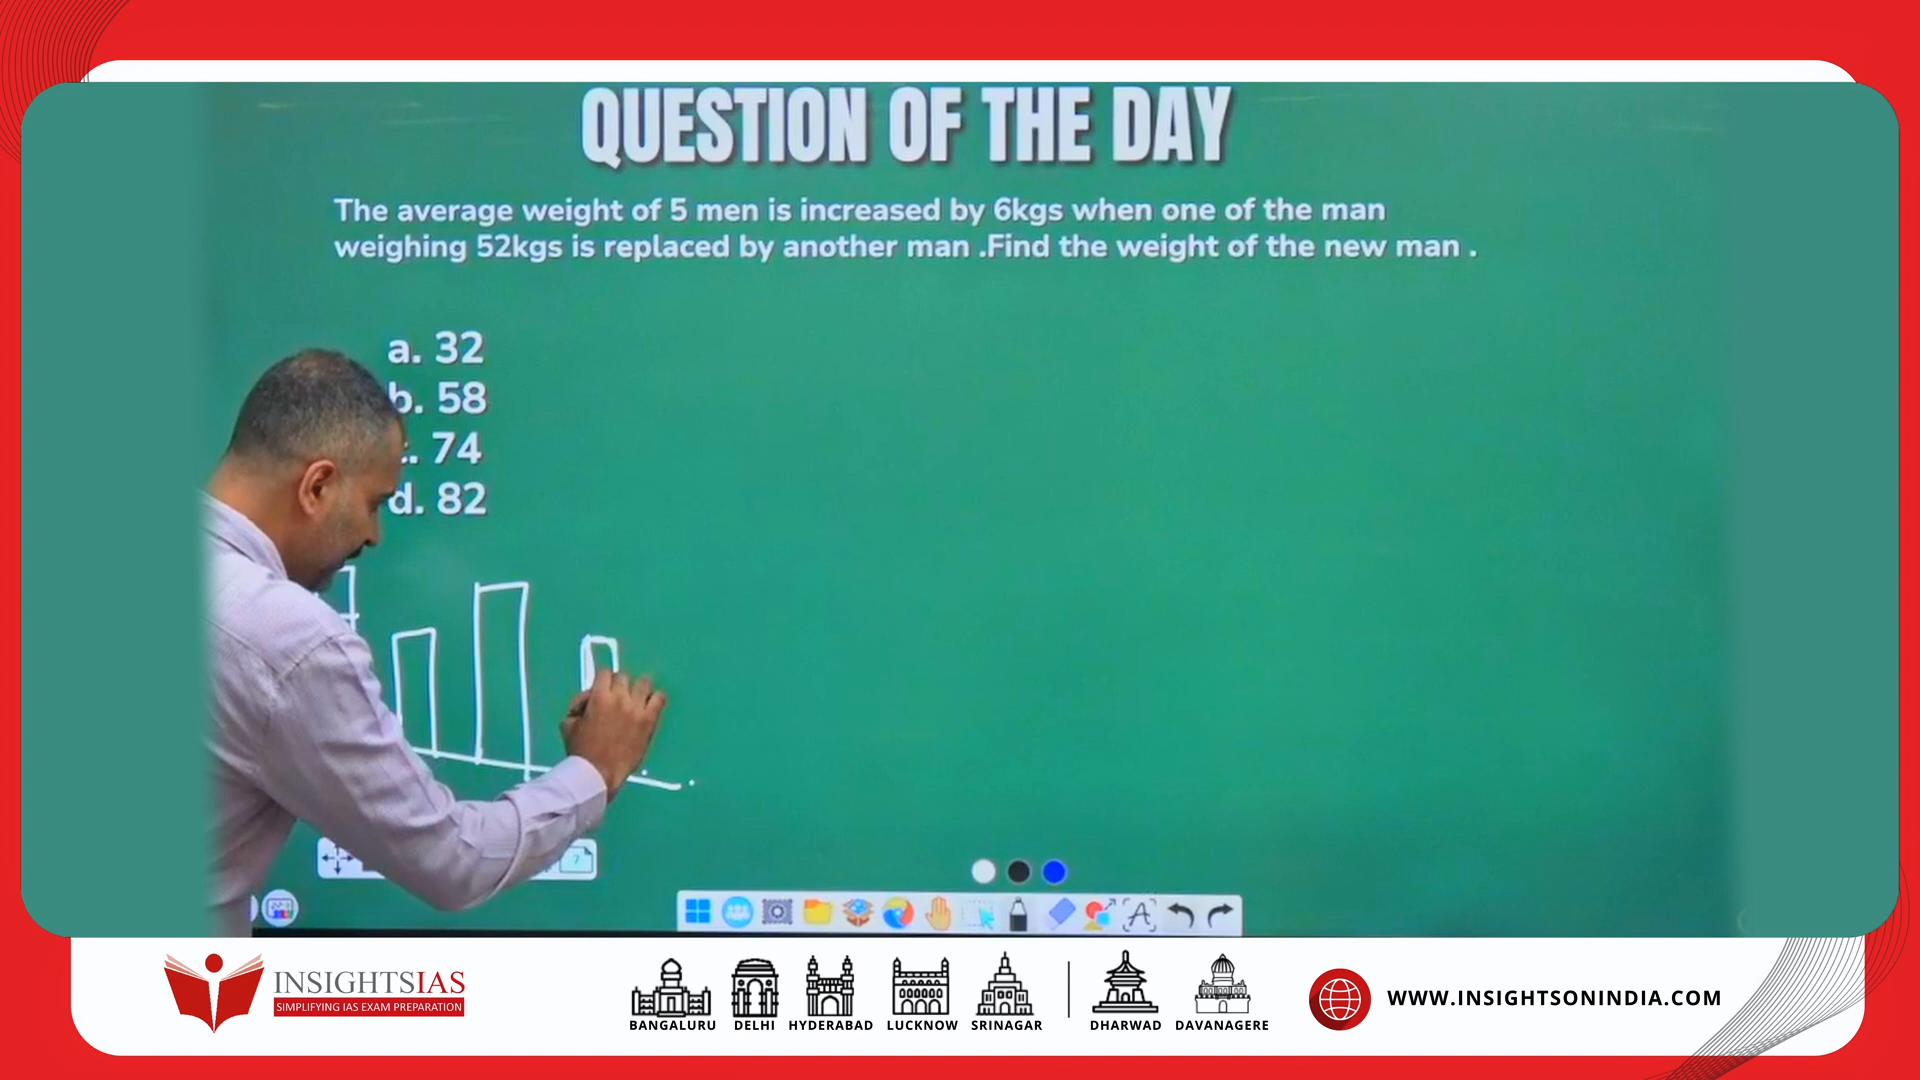 QUESTION OF THE DAY
The average weight of 5 men is increased by 6kgs when one of the man
weighing 52kgs is replaced by another man .Find the weight of the new man .
a. 32
b. 58
. 74
d. 82
7
INSIGHTSIAS
SIMPLIFYING IAS EXAM PREPARATION
BANGALURU DELHI HYDERABAD LUCKNOW SRINAGAR DHARWAD DAVANAGERE
WWW.INSIGHTSONINDIA.COM